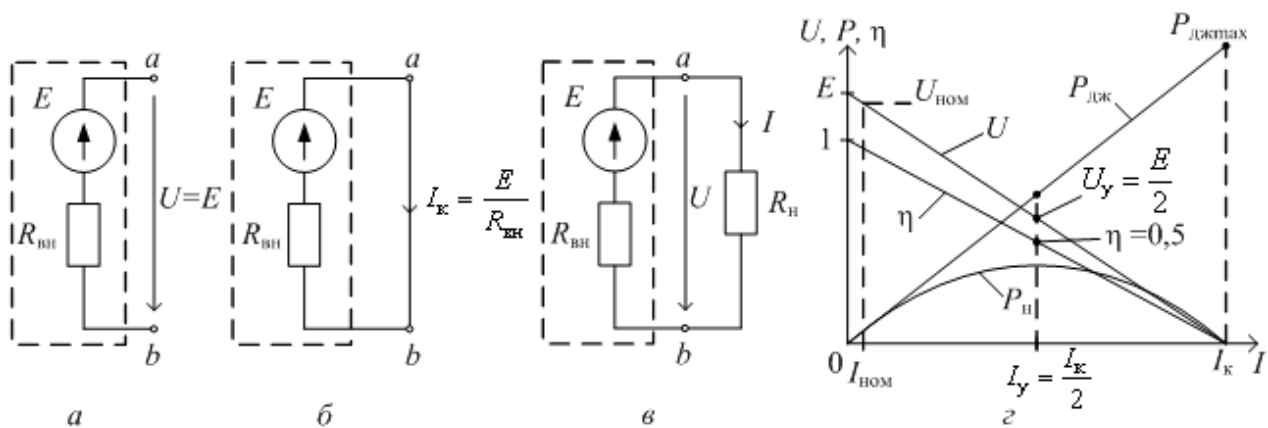 a
E
R_вн
U=E
b
а
a
E
R_вн
I_к = E / R_вн
b
б
a
E
R_вн
I
U
R_н
b
в
U, P, η
P_джmax
E
U_ном
P_дж
U
1
U_у = E / 2
η
η =0,5
P_н
0
I_ном
I_у = I_к / 2
I_к
I
г